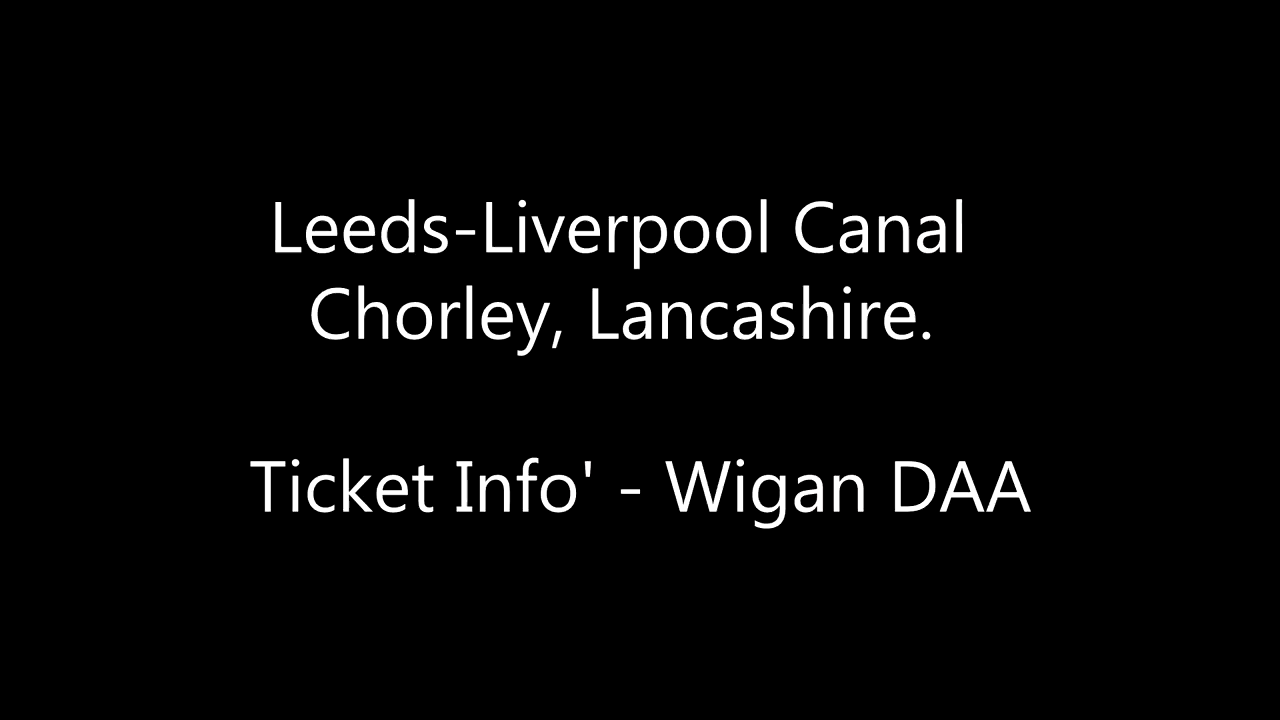 Leeds-Liverpool Canal
Chorley, Lancashire.
Ticket Info' - Wigan DAA